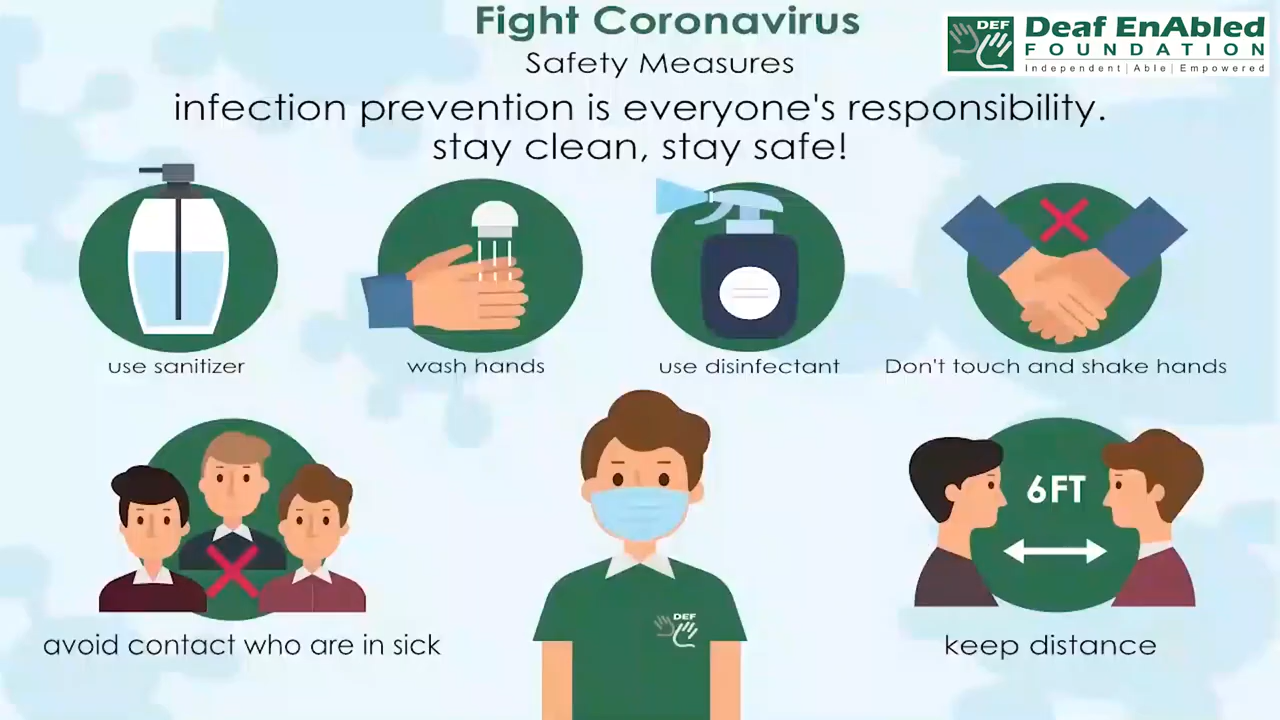 Fight Coronavirus
Safety Measures
DEF
Deaf EnAbled
FOUNDATION
Independent | Able | Empowered
infection prevention is everyone's responsibility.
stay clean, stay safe!
use sanitizer
wash hands
use disinfectant
Don't touch and shake hands
6FT
DEF
avoid contact who are in sick
keep distance